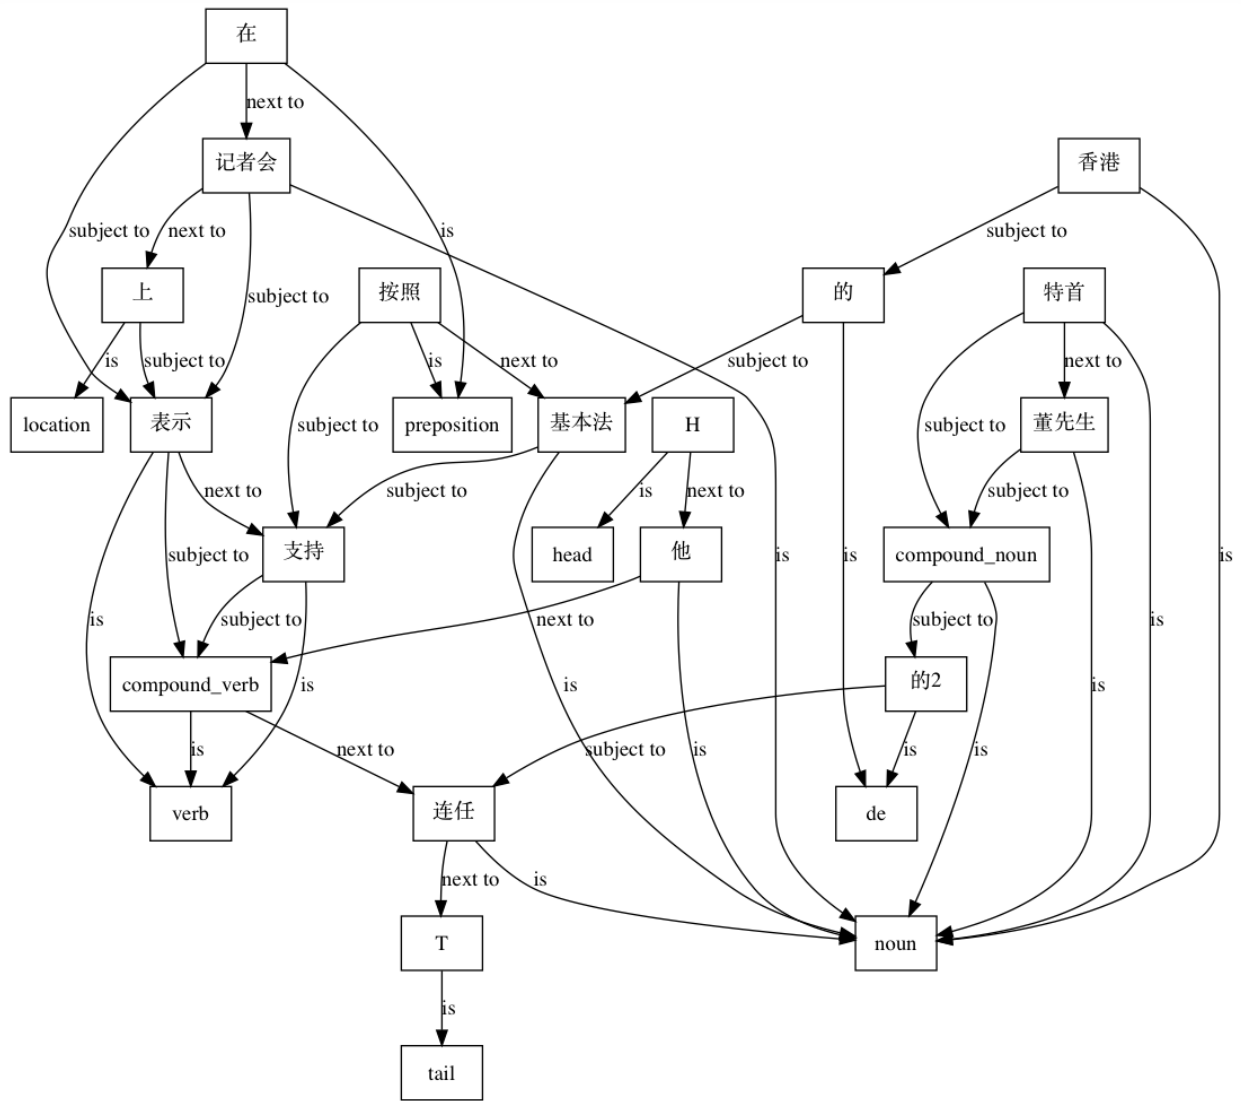 在
next to
记者会
香港
subject to
next to
is
subject to
上
按照
的
特首
subject to
is
subject to
is
next to
subject to
next to
location
表示
preposition
基本法
H
董先生
subject to
subject to
next to
subject to
is
next to
subject to
支持
head
他
compound_noun
subject to
is
is
is
is
subject to
next to
subject to
is
compound_verb
is
is
的2
is
is
next to
subject to
is
is
is
verb
连任
de
next to
is
T
noun
is
tail